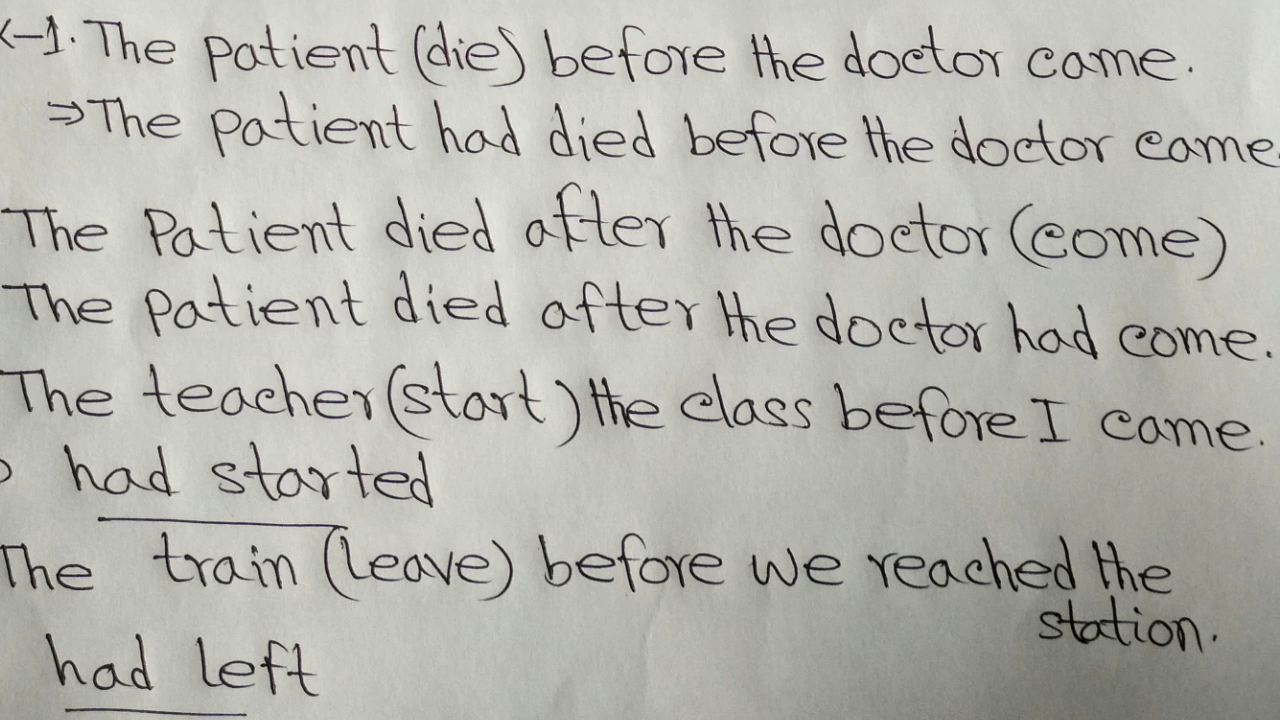 <-1. The patient (die) before the doctor came.
⇒ The patient had died before the doctor came.
The Patient died after the doctor (come)
The patient died after the doctor had come.
The teacher (start) the class before I came.
had started
The train (leave) before we reached the
station.
had left